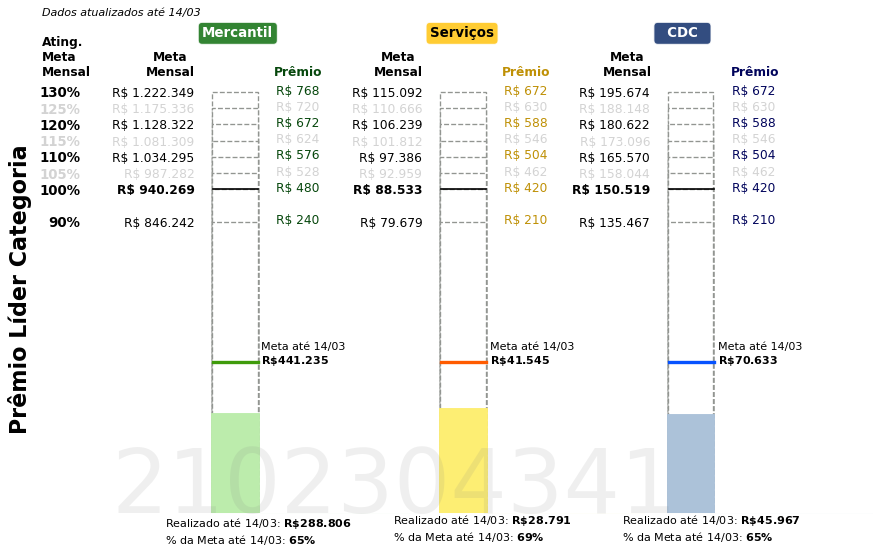 Dados atualizados até 14/03
Mercantil Serviços CDC
Ating.
Meta
Mensal
Meta
Mensal Prêmio
Meta
Mensal Prêmio
Meta
Mensal Prêmio
130% R$ 1.222.349 R$ 768 R$ 115.092 R$ 672 R$ 195.674 R$ 672
125% R$ 1.175.336 R$ 720 R$ 110.666 R$ 630 R$ 188.148 R$ 630
120% R$ 1.128.322 R$ 672 R$ 106.239 R$ 588 R$ 180.622 R$ 588
115% R$ 1.081.309 R$ 624 R$ 101.812 R$ 546 R$ 173.096 R$ 546
110% R$ 1.034.295 R$ 576 R$ 97.386 R$ 504 R$ 165.570 R$ 504
105% R$ 987.282 R$ 528 R$ 92.959 R$ 462 R$ 158.044 R$ 462
100% R$ 940.269 R$ 480 R$ 88.533 R$ 420 R$ 150.519 R$ 420
90% R$ 846.242 R$ 240 R$ 79.679 R$ 210 R$ 135.467 R$ 210
Prêmio Líder Categoria
Meta até 14/03 Meta até 14/03 Meta até 14/03
R$441.235 R$41.545 R$70.633
2102304341
Realizado até 14/03: R$288.806 Realizado até 14/03: R$28.791 Realizado até 14/03: R$45.967
% da Meta até 14/03: 65% % da Meta até 14/03: 69% % da Meta até 14/03: 65%